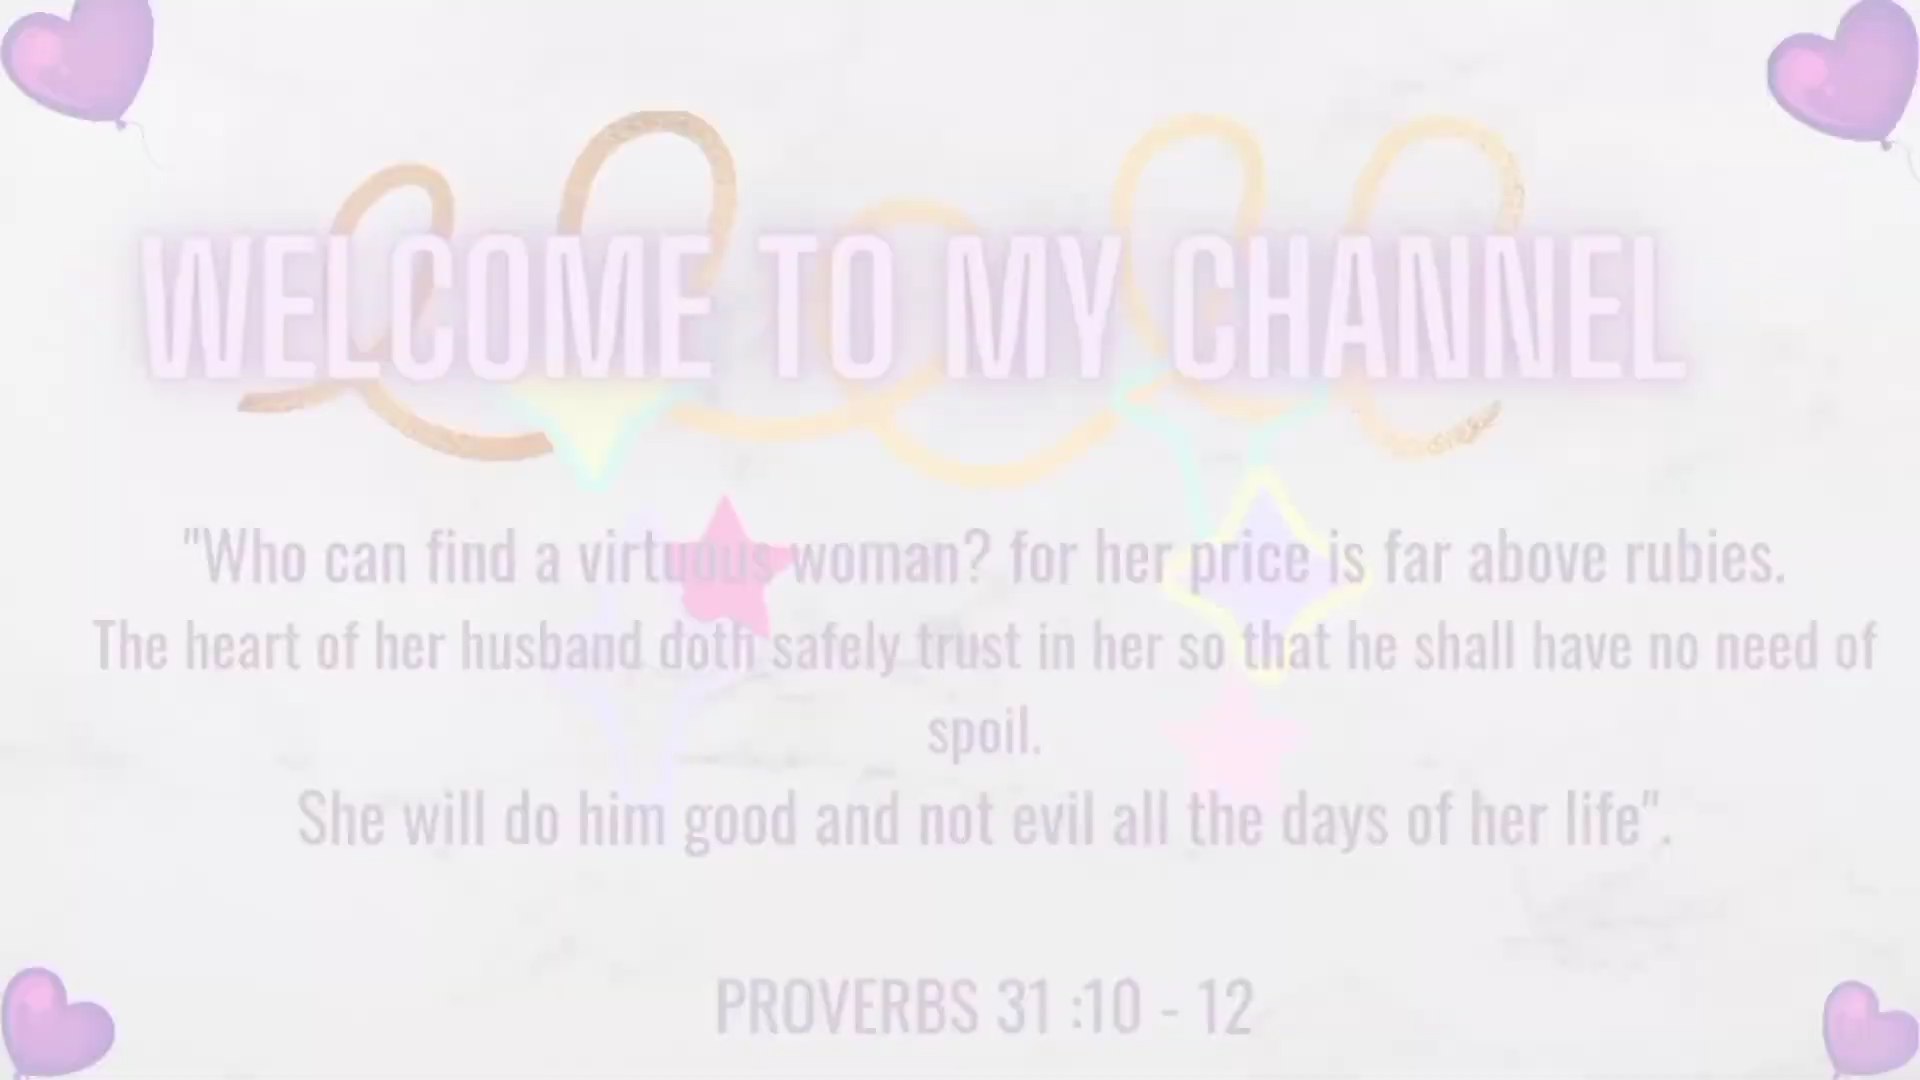 WELCOME TO MY CHANNEL
"Who can find a virtuous woman? for her price is far above rubies.
The heart of her husband doth safely trust in her so that he shall have no need of
spoil.
She will do him good and not evil all the days of her life".
PROVERBS 31 :10 - 12